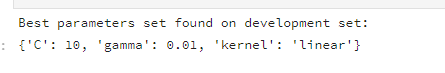 Best parameters set found on development set:
: {'C': 10, 'gamma': 0.01, 'kernel': 'linear'}